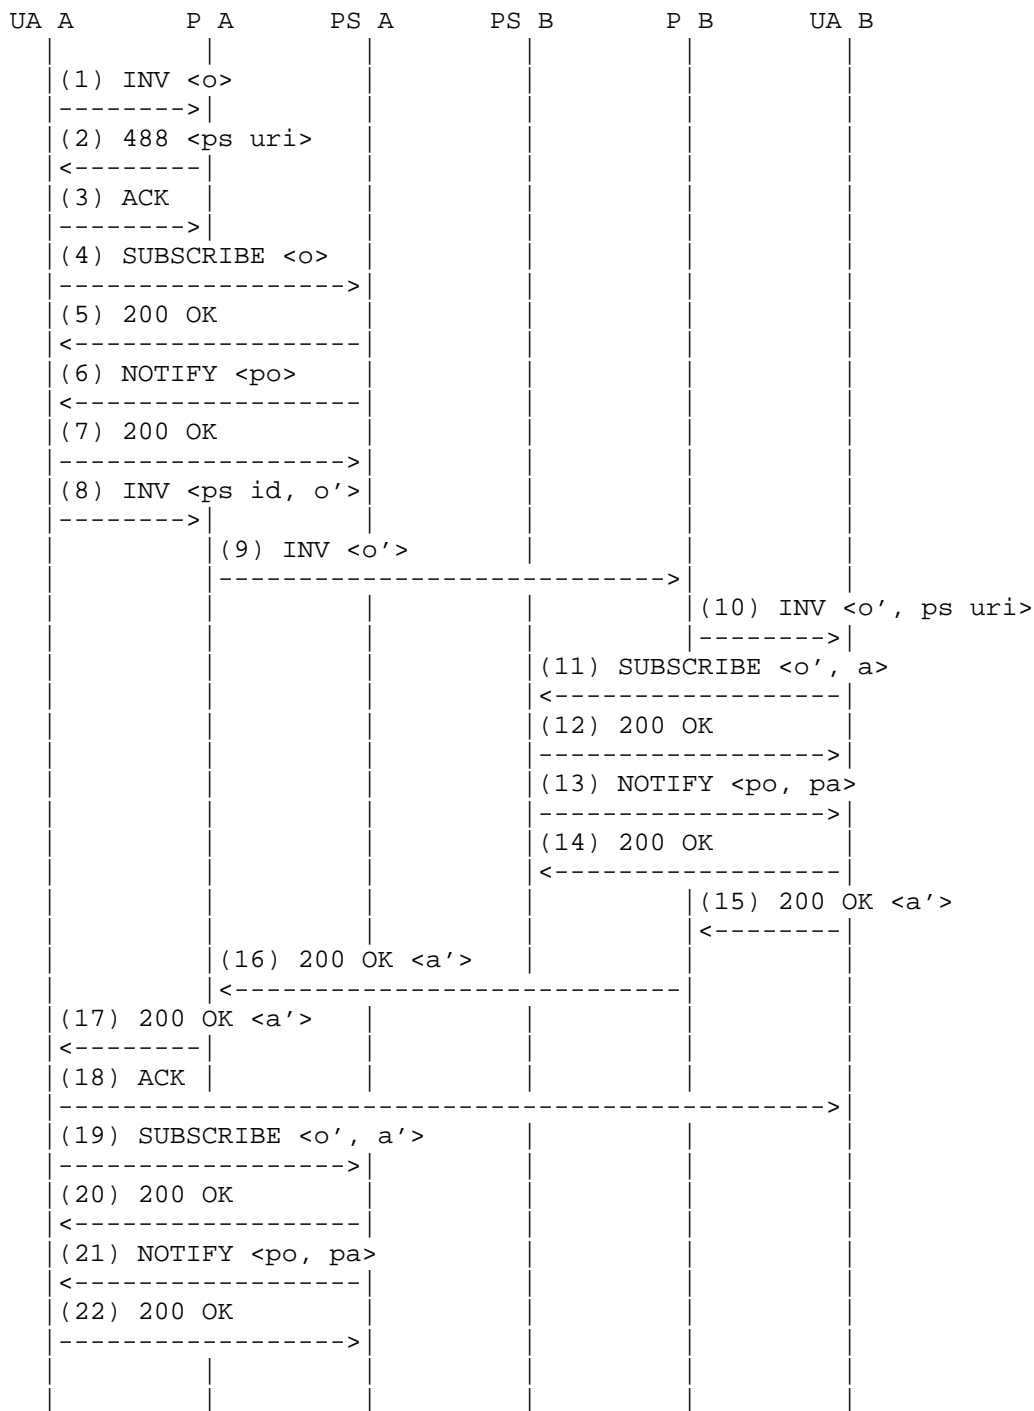 UA A P A PS A PS B P B UA B
(1) INV <o>
(2) 488 <ps uri>
(3) ACK
(4) SUBSCRIBE <o>
(5) 200 OK
(6) NOTIFY <po>
(7) 200 OK
(8) INV <ps id, o'>
(9) INV <o'>
(10) INV <o', ps uri>
(11) SUBSCRIBE <o', a>
(12) 200 OK
(13) NOTIFY <po, pa>
(14) 200 OK
(15) 200 OK <a'>
(16) 200 OK <a'>
(17) 200 OK <a'>
(18) ACK
(19) SUBSCRIBE <o', a'>
(20) 200 OK
(21) NOTIFY <po, pa>
(22) 200 OK